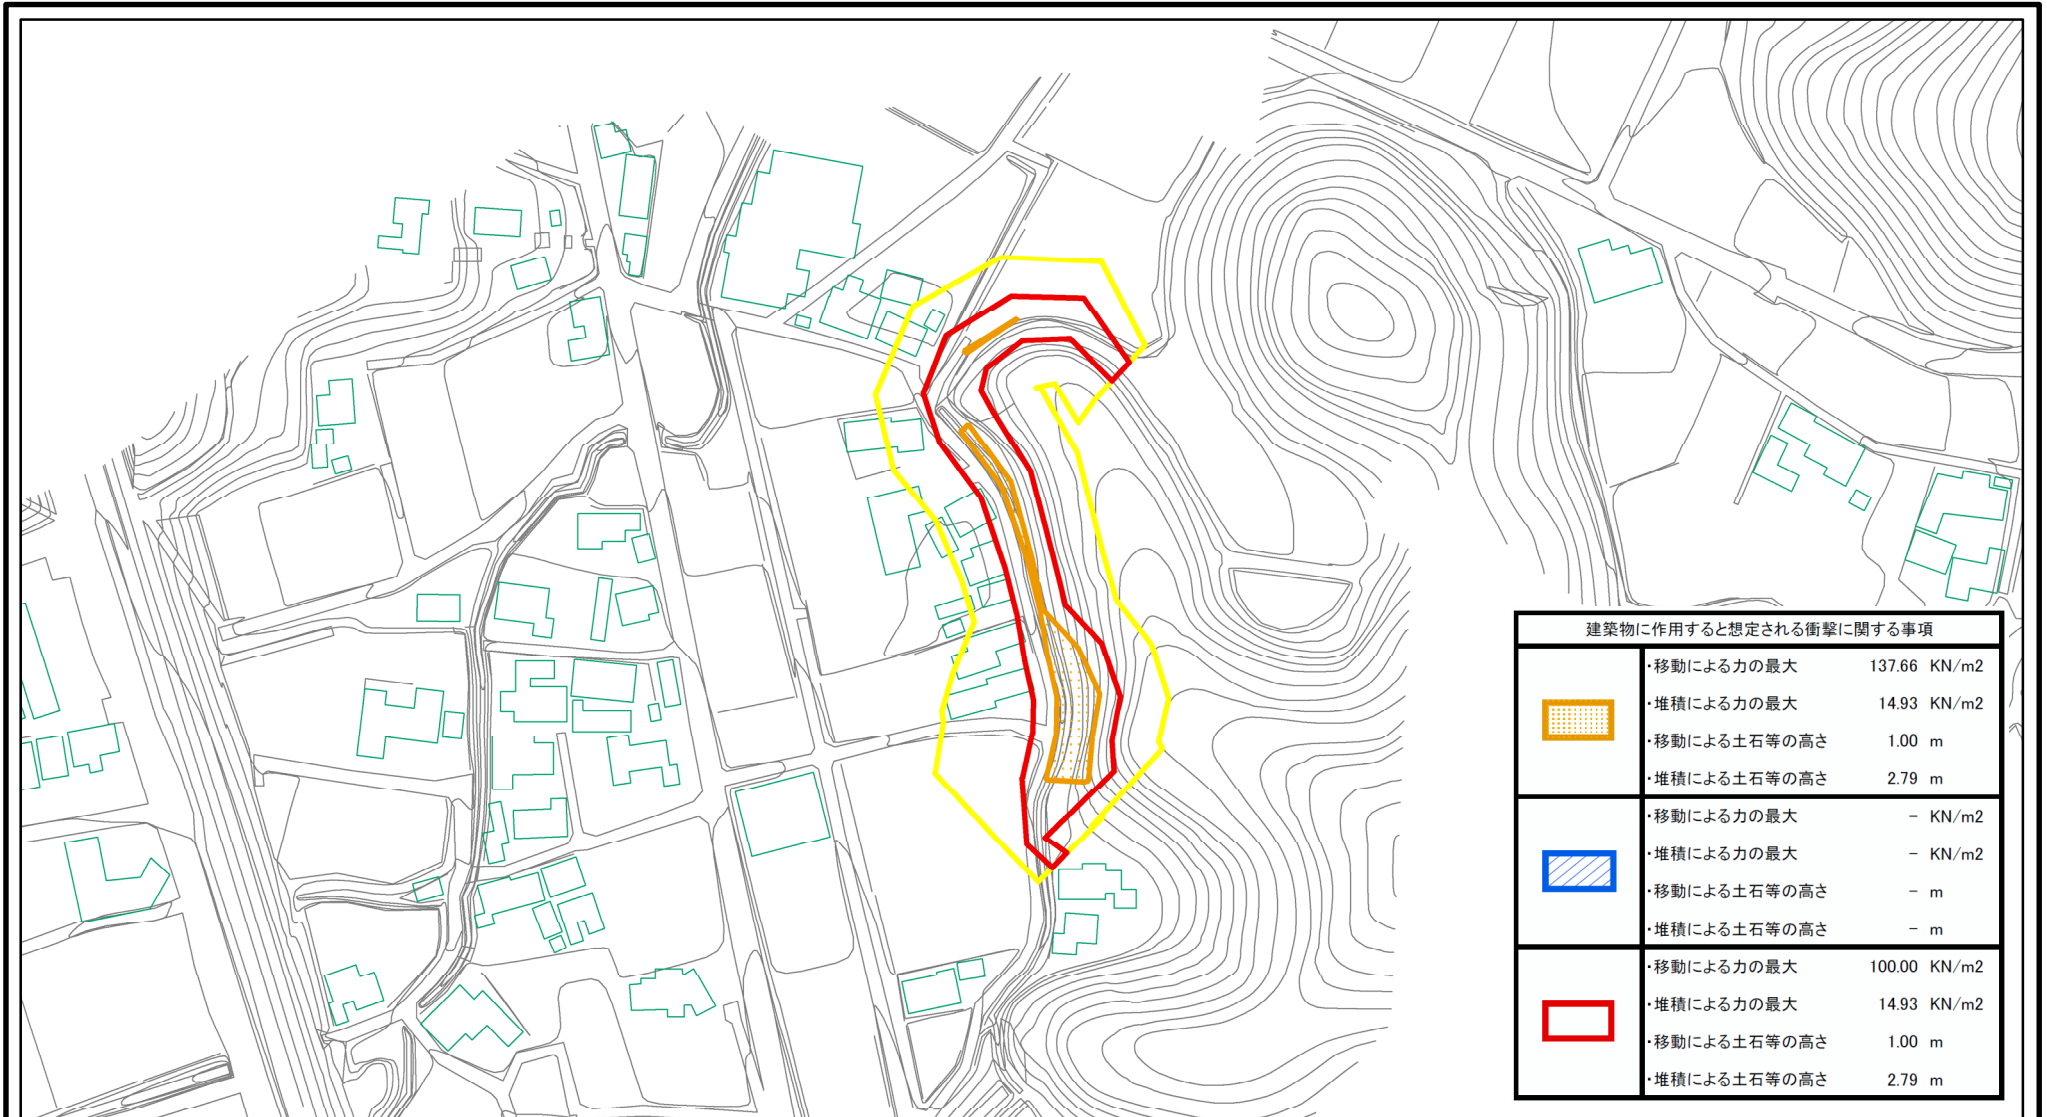 建築物に作用すると想定される衝撃に関する事項
・移動による力の最大 137.66 KN/m2
・堆積による力の最大 14.93 KN/m2
・移動による土石等の高さ 1.00 m
・堆積による土石等の高さ 2.79 m
・移動による力の最大 - KN/m2
・堆積による力の最大 - KN/m2
・移動による土石等の高さ - m
・堆積による土石等の高さ - m
・移動による力の最大 100.00 KN/m2
・堆積による力の最大 14.93 KN/m2
・移動による土石等の高さ 1.00 m
・堆積による土石等の高さ 2.79 m